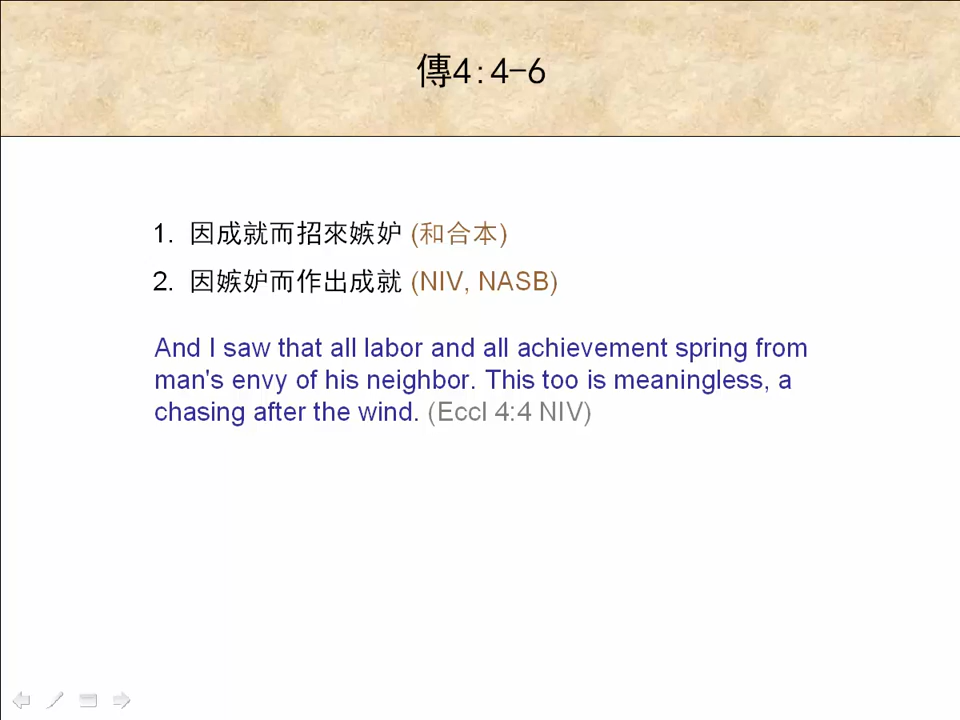 傳4:4-6
1. 因成就而招來嫉妒 (和合本)
2. 因嫉妒而作出成就 (NIV, NASB)
And I saw that all labor and all achievement spring from
man's envy of his neighbor. This too is meaningless, a
chasing after the wind. (Eccl 4:4 NIV)